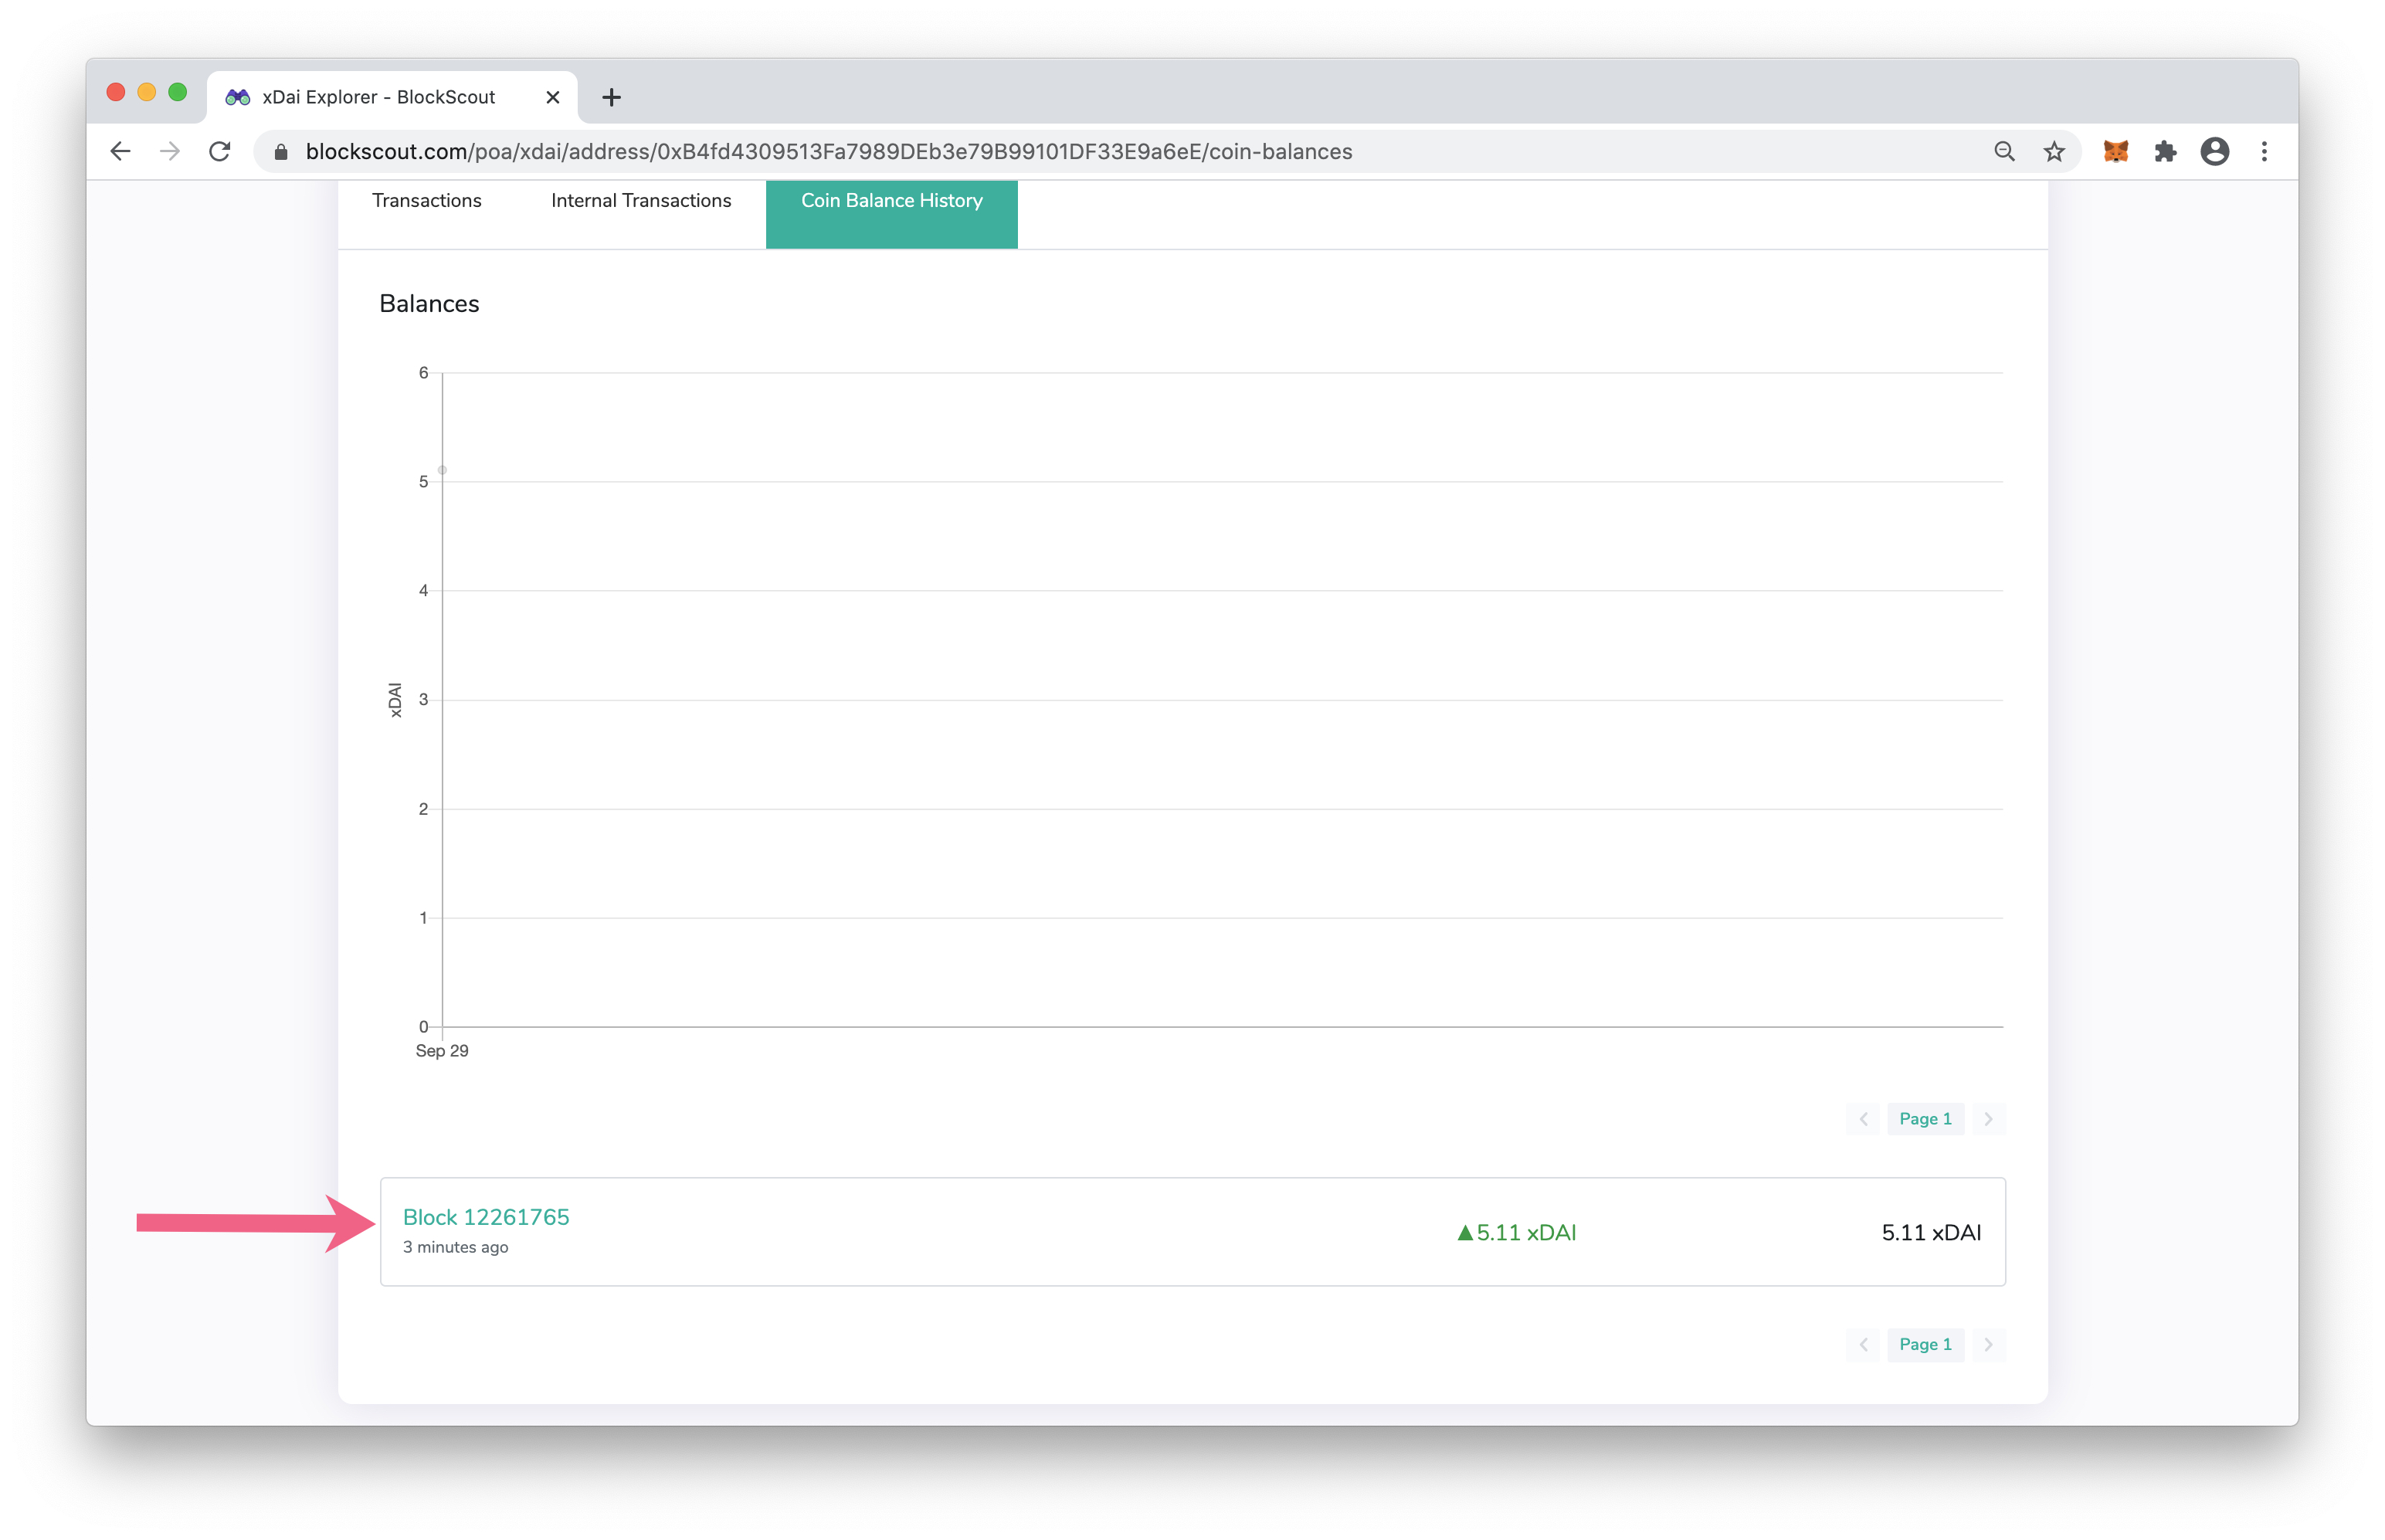 xDai Explorer - BlockScout
blockscout.com/poa/xdai/address/0xB4fd4309513Fa7989DEb3e79B99101DF33E9a6eE/coin-balances
Transactions Internal Transactions Coin Balance History
Balances
6
5
4
3
xDAI
2
1
0
Sep 29
Page 1
Block 12261765
3 minutes ago
▲5.11 xDAI
5.11 xDAI
Page 1